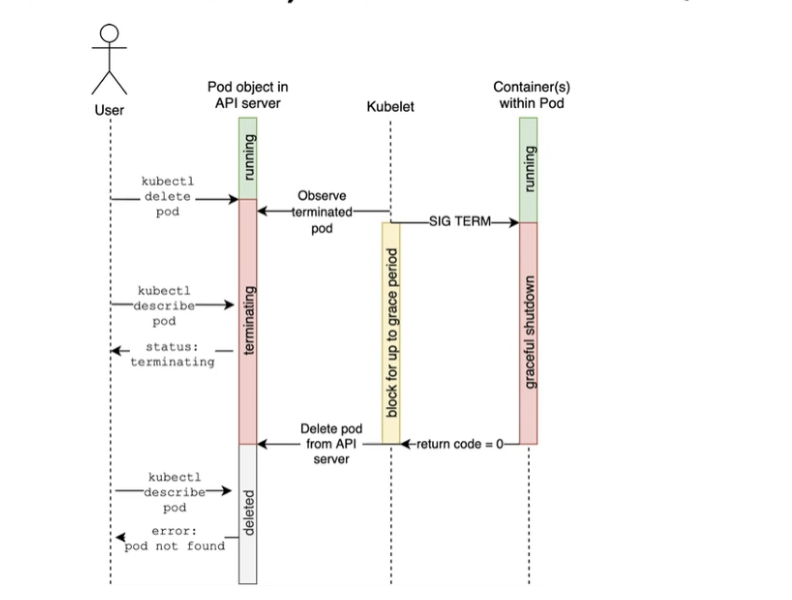 User
Pod object in
API server
Kubelet
Container(s)
within Pod
running
running
kubectl
delete
pod
Observe
terminated
pod
SIG TERM
terminating
block for up to grace period
graceful shutdown
kubectl
describe
pod
status:
terminating
Delete pod
from API
server
return code = 0
kubectl
describe
pod
deleted
error:
pod not found